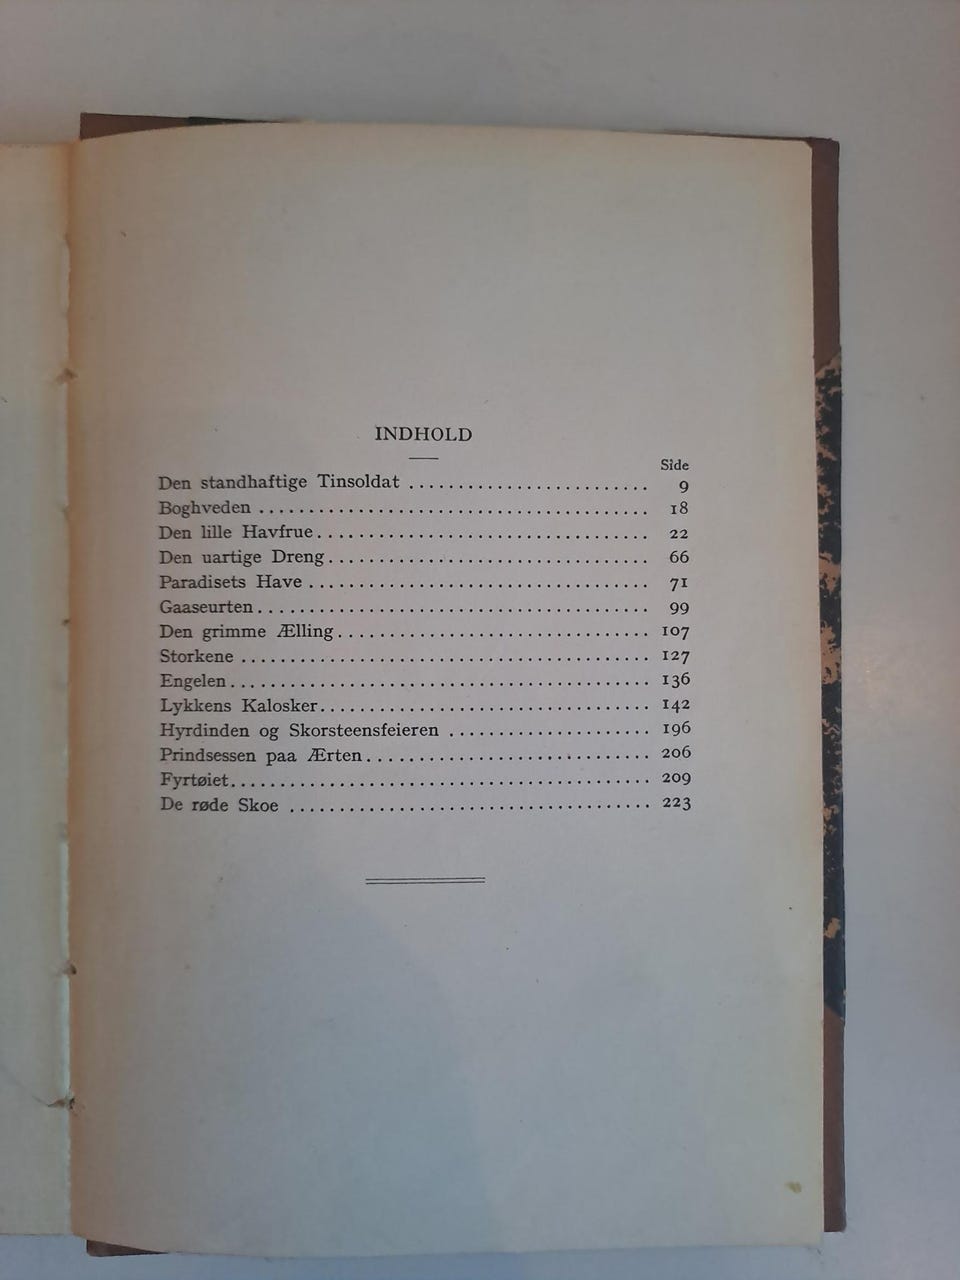 INDHOLD
Side
Den standhaftige Tinsoldat ........................ 9
Boghveden ........................................ 18
Den lille Havfrue.................................. 22
Den uartige Dreng................................. 66
Paradisets Have ................................... 71
Gaaseurten........................................ 99
Den grimme Ælling................................ 107
Storkene .......................................... 127
Engelen........................................... 136
Lykkens Kalosker.................................. 142
Hyrdinden og Skorsteensfeieren ..................... 196
Prindsessen paa Ærten............................. 206
Fyrtøiet........................................... 209
De røde Skoe ..................................... 223